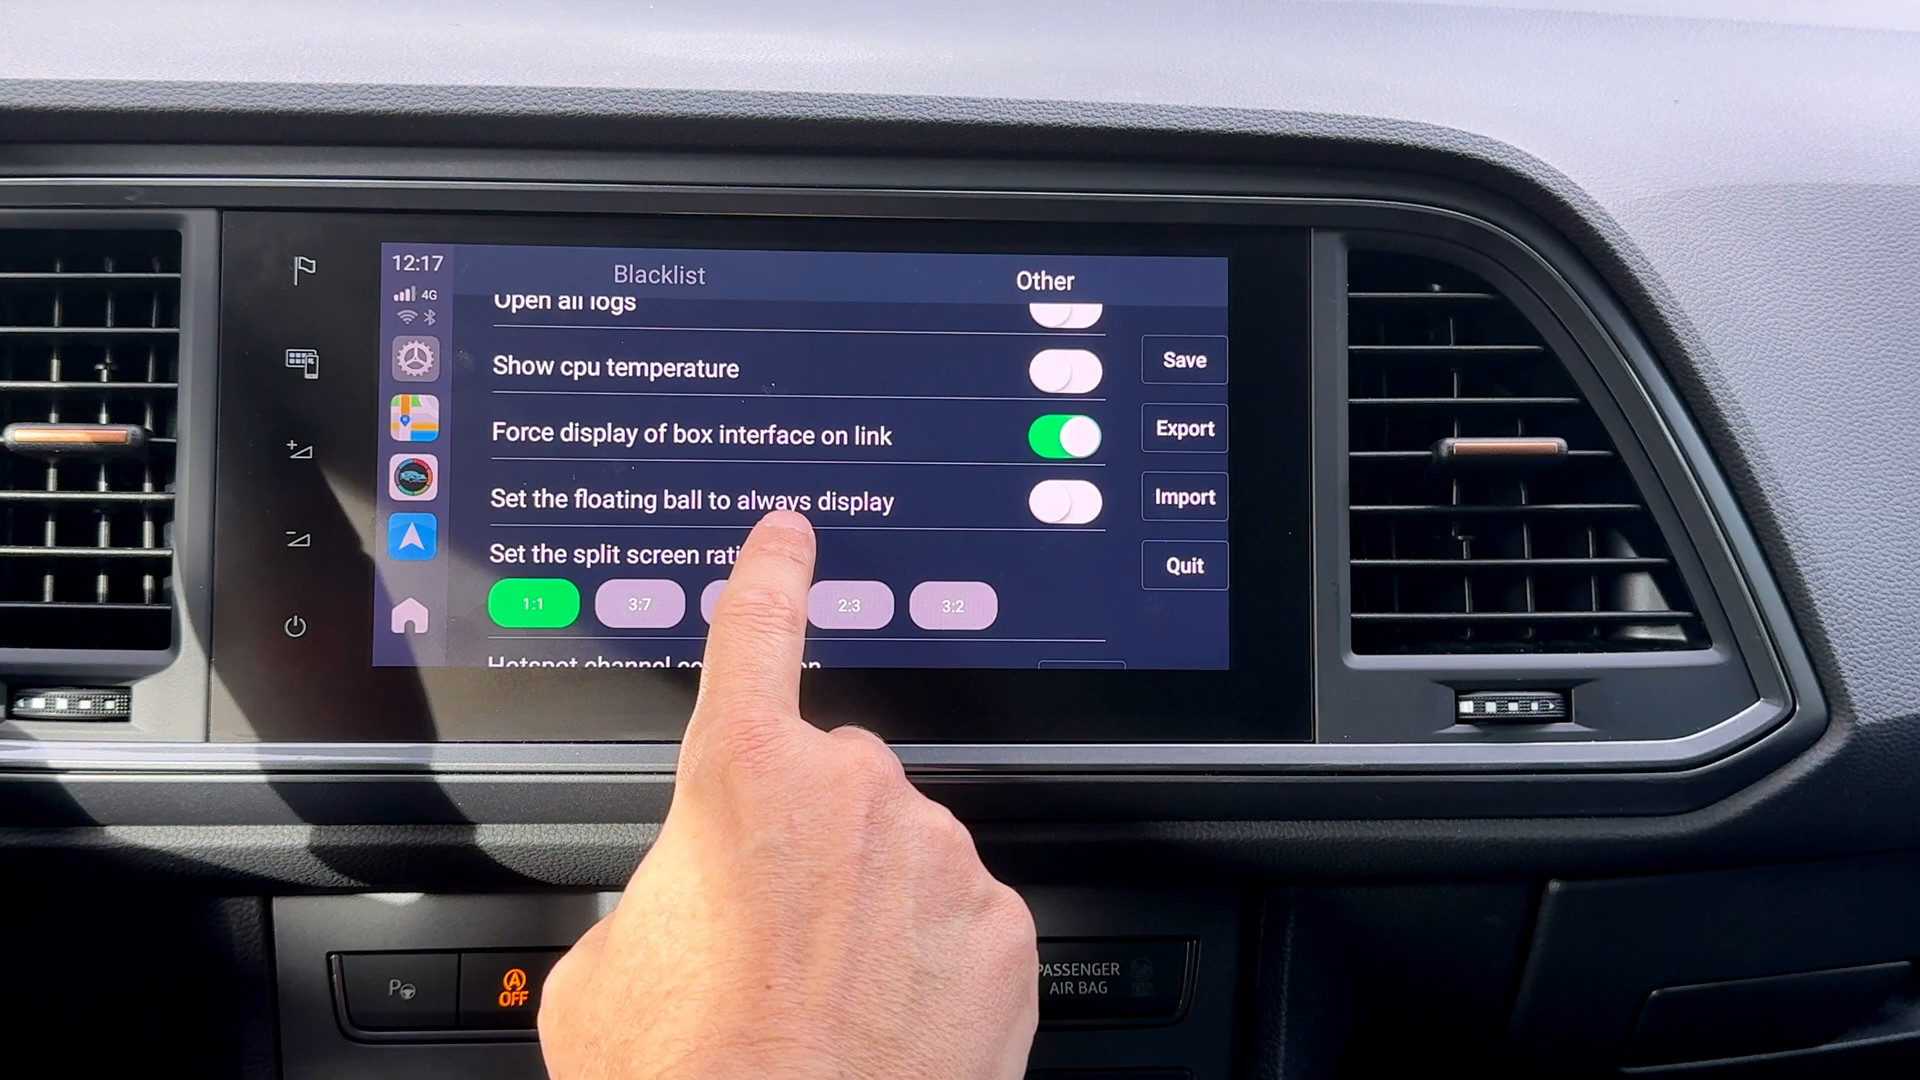 12:17
4G
Blacklist
Other
Open all logs
Show cpu temperature
Save
Force display of box interface on link
Export
Set the floating ball to always display
Import
Set the split screen
Quit
1:1
3:7
2:3
3:2
Hotspot channel
P
A
OFF
PASSENGER
AIR BAG